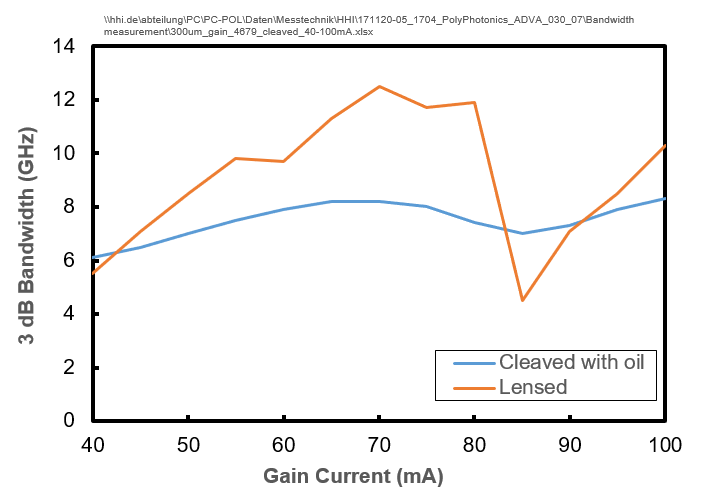 \\hhi.de\abteilung\PC\PC-POL\Daten\Messtechnik\HHI\171120-05_1704_PolyPhotonics_ADVA_030_07\Bandwidth
measurement\300um_gain_4679_cleaved_40-100mA.xlsx
14
12
10
8
6
4
2
0
3 dB Bandwidth (GHz)
Cleaved with oil
Lensed
40 50 60 70 80 90 100
Gain Current (mA)